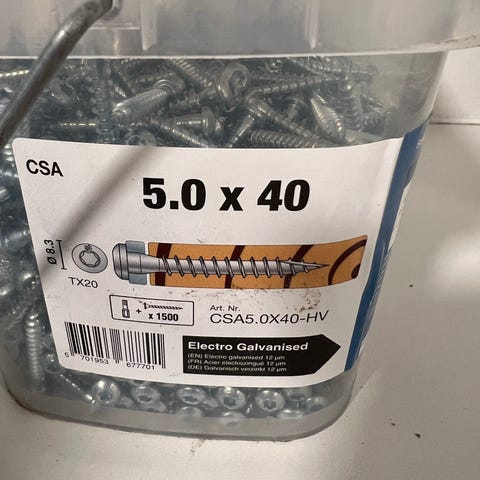 CSA
5.0 x 40
Ø 8.3
TX20
+ x 1500
Art. Nr.
CSA5.0X40-HV
Electro Galvanised
(EN) Electro galvanised 12 µm
(FR) Acier électrozingué 12 µm
(DE) Galvanisch verzinkt 12 µm
5 701953 677701